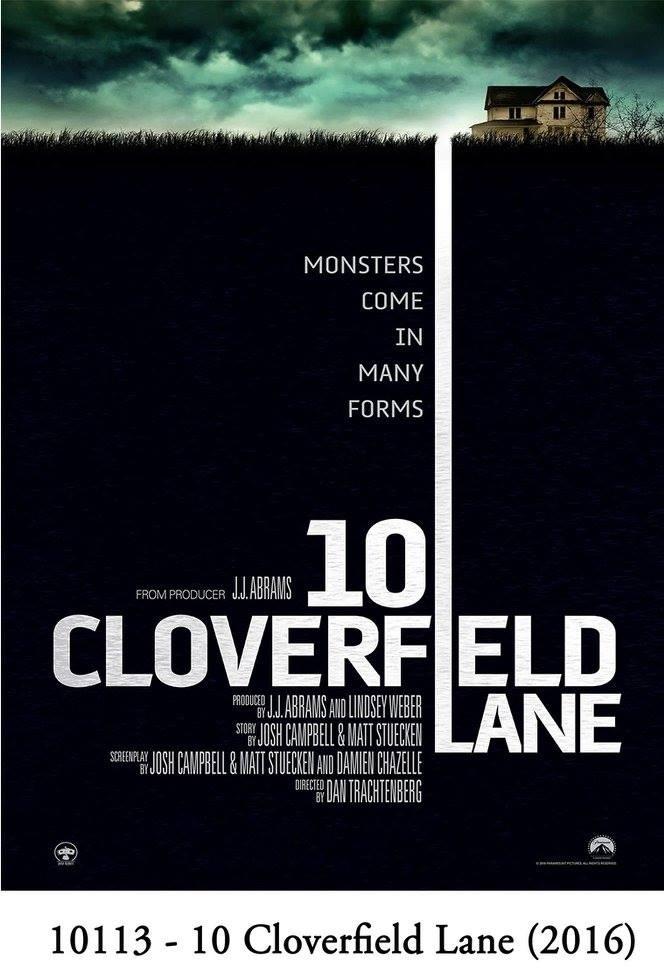 MONSTERS
COME
IN
MANY
FORMS
FROM PRODUCER J.J. ABRAMS
10
CLOVERFIELD
LANE
PRODUCED BY J.J. ABRAMS AND LINDSEY WEBER
STORY BY JOSH CAMPBELL & MATT STUECKEN
SCREENPLAY BY JOSH CAMPBELL & MATT STUECKEN AND DAMIEN CHAZELLE
DIRECTED BY DAN TRACHTENBERG
10113 - 10 Cloverfield Lane (2016)